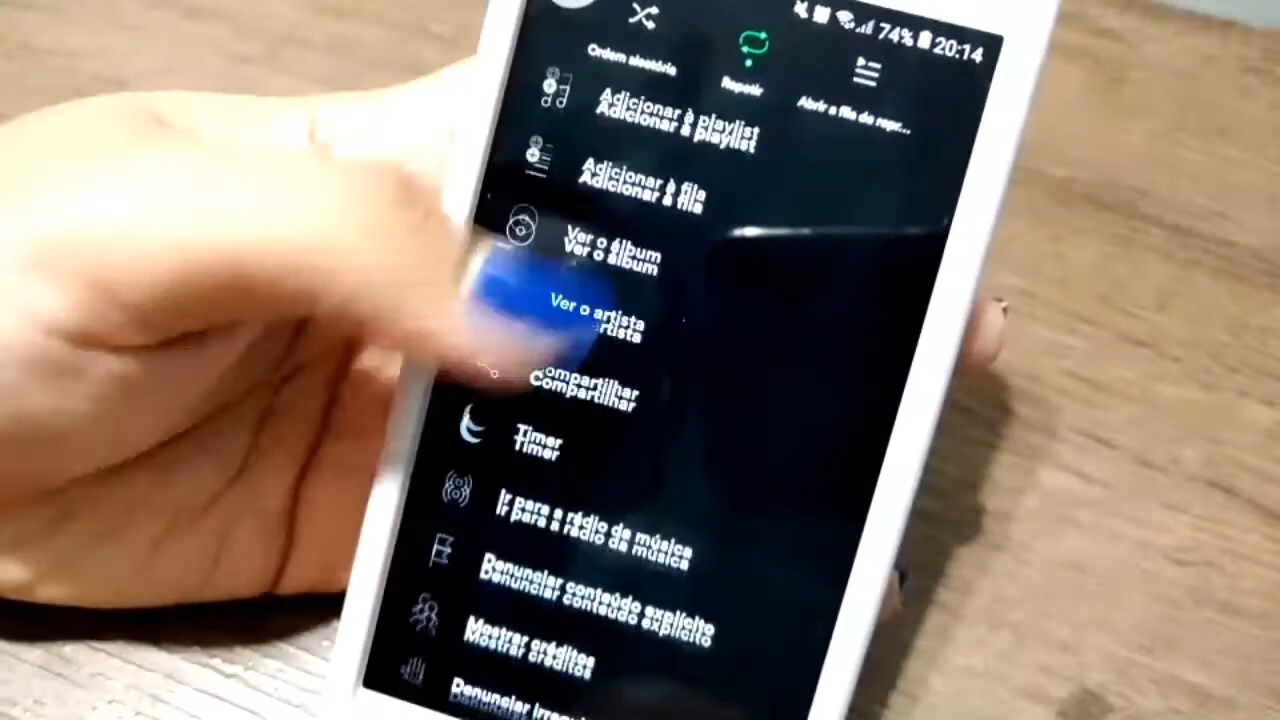 74% 20:14
Ordem aleatória
Repetir
Abrir a fila de repr...
Adicionar à playlist
Adicionar à fila
Ver o álbum
Ver o artista
Compartilhar
Timer
Ir para a rádio da música
Denunciar conteúdo explícito
Mostrar créditos
Denunciar